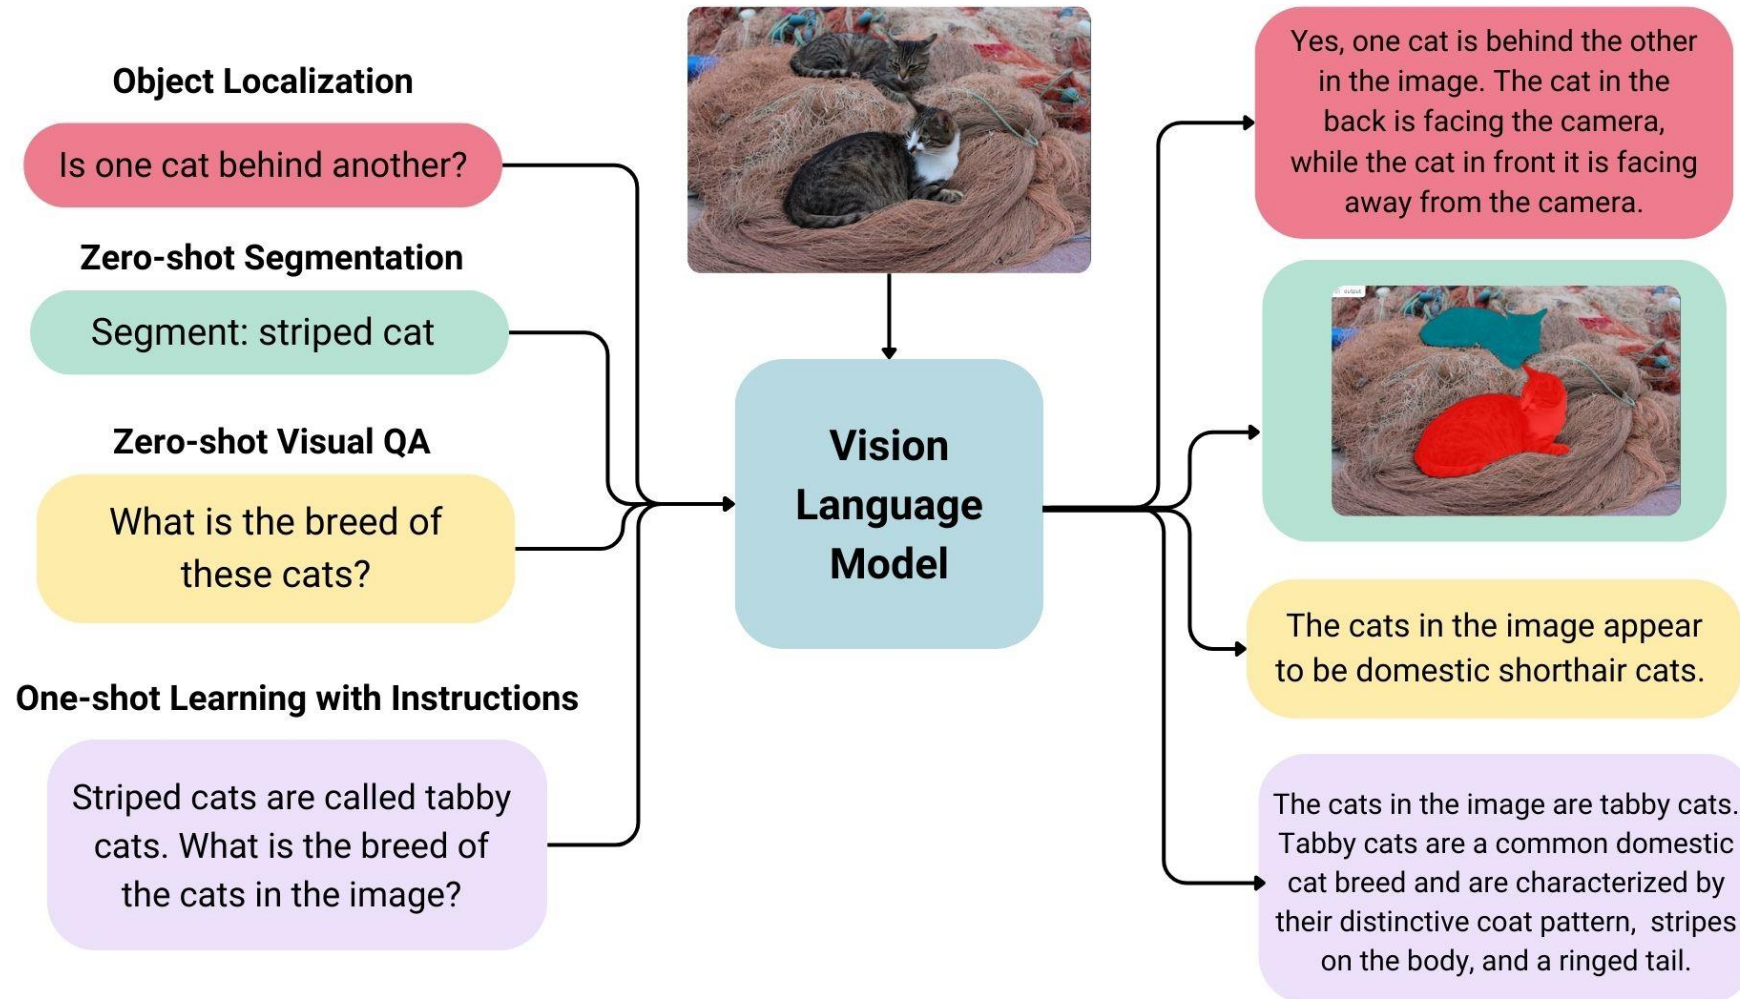 Object Localization
Is one cat behind another?
Zero-shot Segmentation
Segment: striped cat
Zero-shot Visual QA
What is the breed of
these cats?
One-shot Learning with Instructions
Striped cats are called tabby
cats. What is the breed of
the cats in the image?
Vision
Language
Model
Yes, one cat is behind the other
in the image. The cat in the
back is facing the camera,
while the cat in front it is facing
away from the camera.
output
The cats in the image appear
to be domestic shorthair cats.
The cats in the image are tabby cats.
Tabby cats are a common domestic
cat breed and are characterized by
their distinctive coat pattern, stripes
on the body, and a ringed tail.